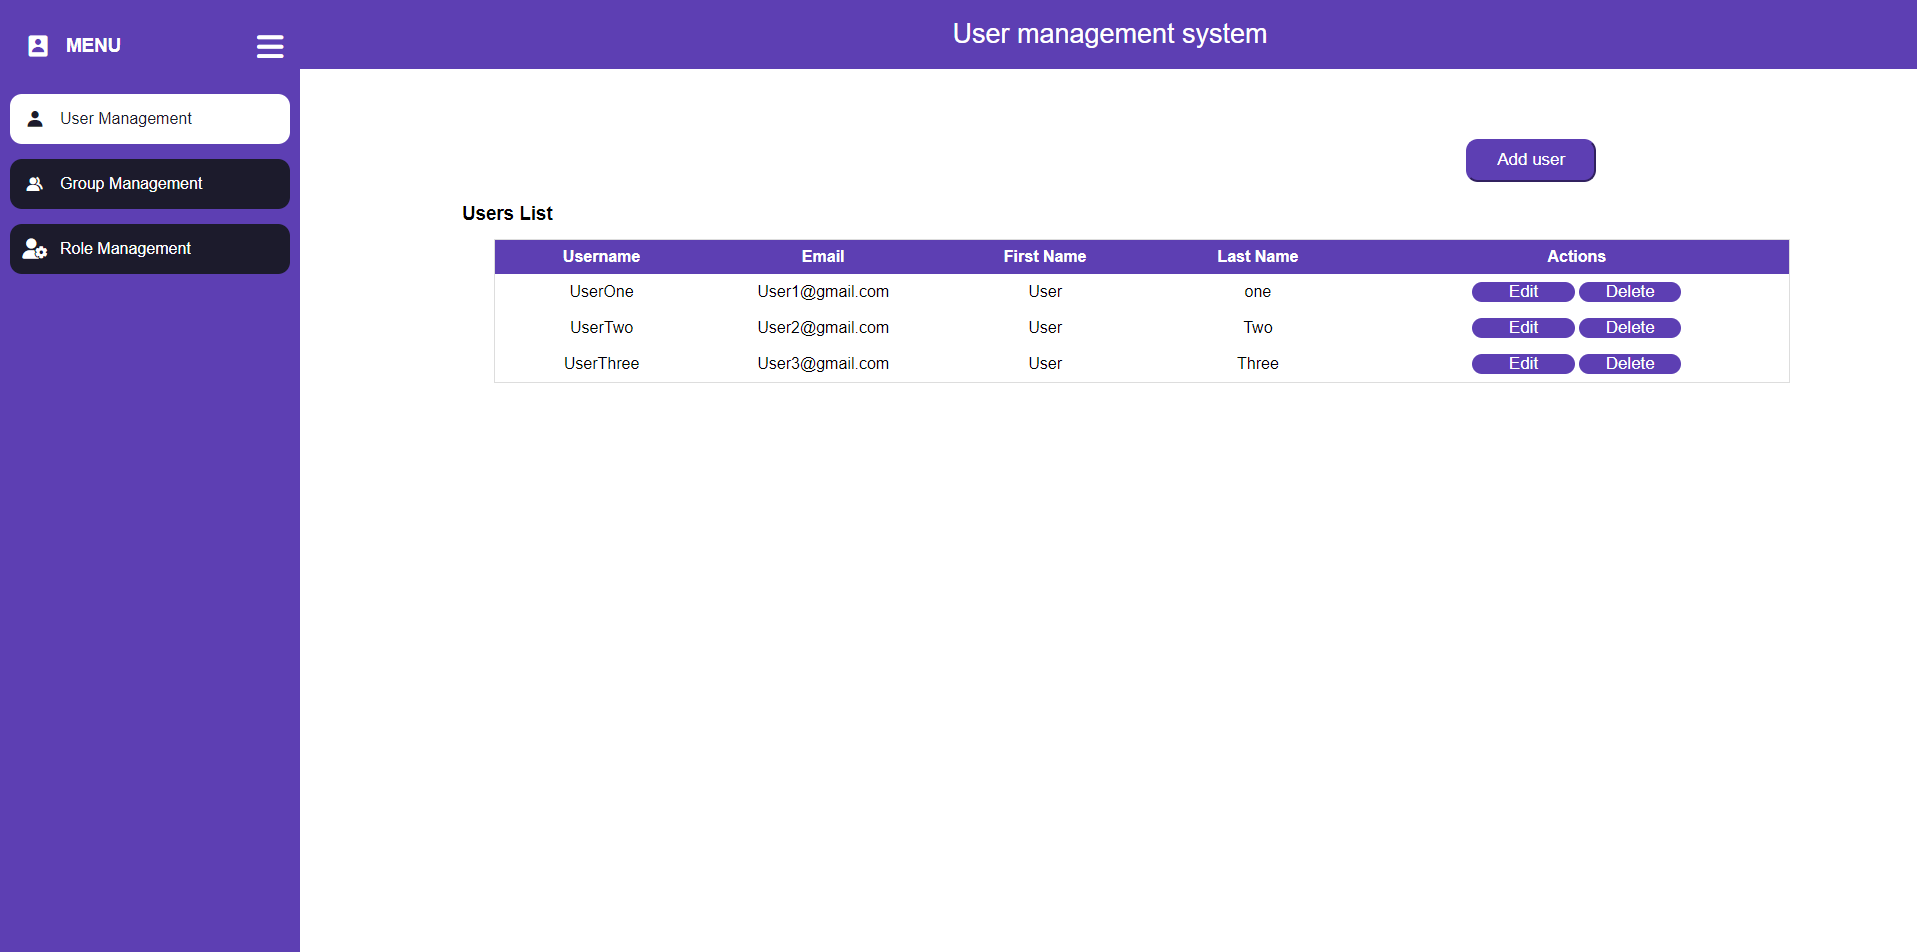 MENU
User management system
User Management
Group Management
Role Management
Add user
Users List
Username Email First Name Last Name Actions
UserOne User1@gmail.com User one Edit Delete
UserTwo User2@gmail.com User Two Edit Delete
UserThree User3@gmail.com User Three Edit Delete